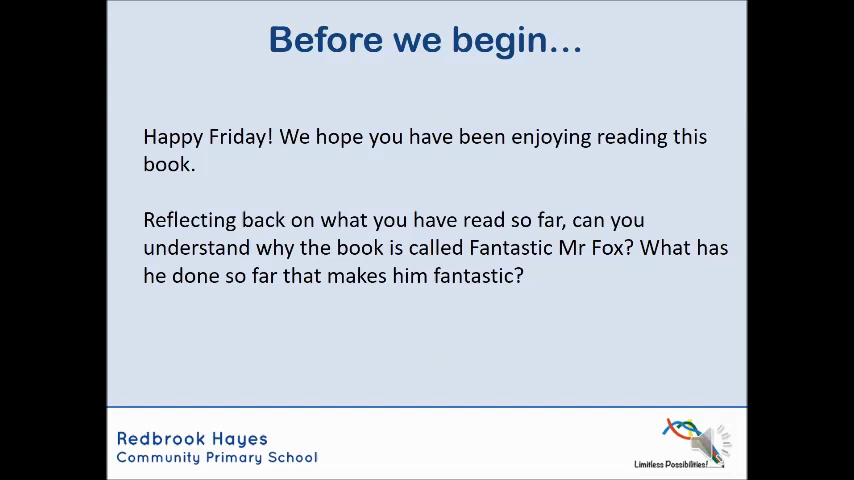 Before we begin...
Happy Friday! We hope you have been enjoying reading this
book.
Reflecting back on what you have read so far, can you
understand why the book is called Fantastic Mr Fox? What has
he done so far that makes him fantastic?
Redbrook Hayes
Community Primary School
Limitless Possibilities!